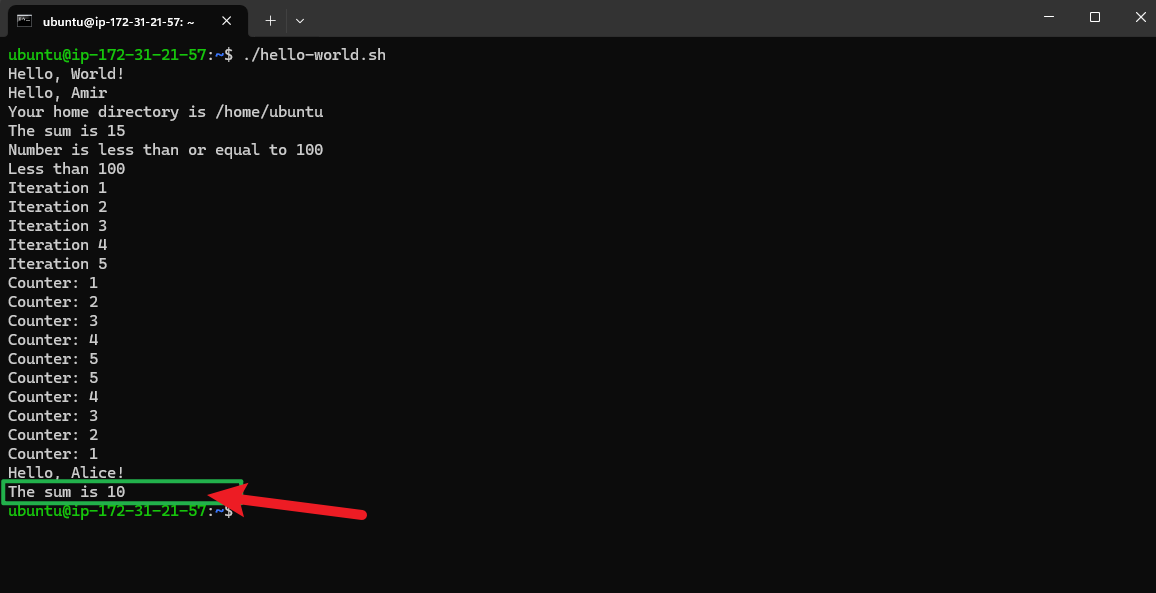 ubuntu@ip-172-31-21-57: ~
ubuntu@ip-172-31-21-57:~$ ./hello-world.sh
Hello, World!
Hello, Amir
Your home directory is /home/ubuntu
The sum is 15
Number is less than or equal to 100
Less than 100
Iteration 1
Iteration 2
Iteration 3
Iteration 4
Iteration 5
Counter: 1
Counter: 2
Counter: 3
Counter: 4
Counter: 5
Counter: 5
Counter: 4
Counter: 3
Counter: 2
Counter: 1
Hello, Alice!
The sum is 10
ubuntu@ip-172-31-21-57:~$